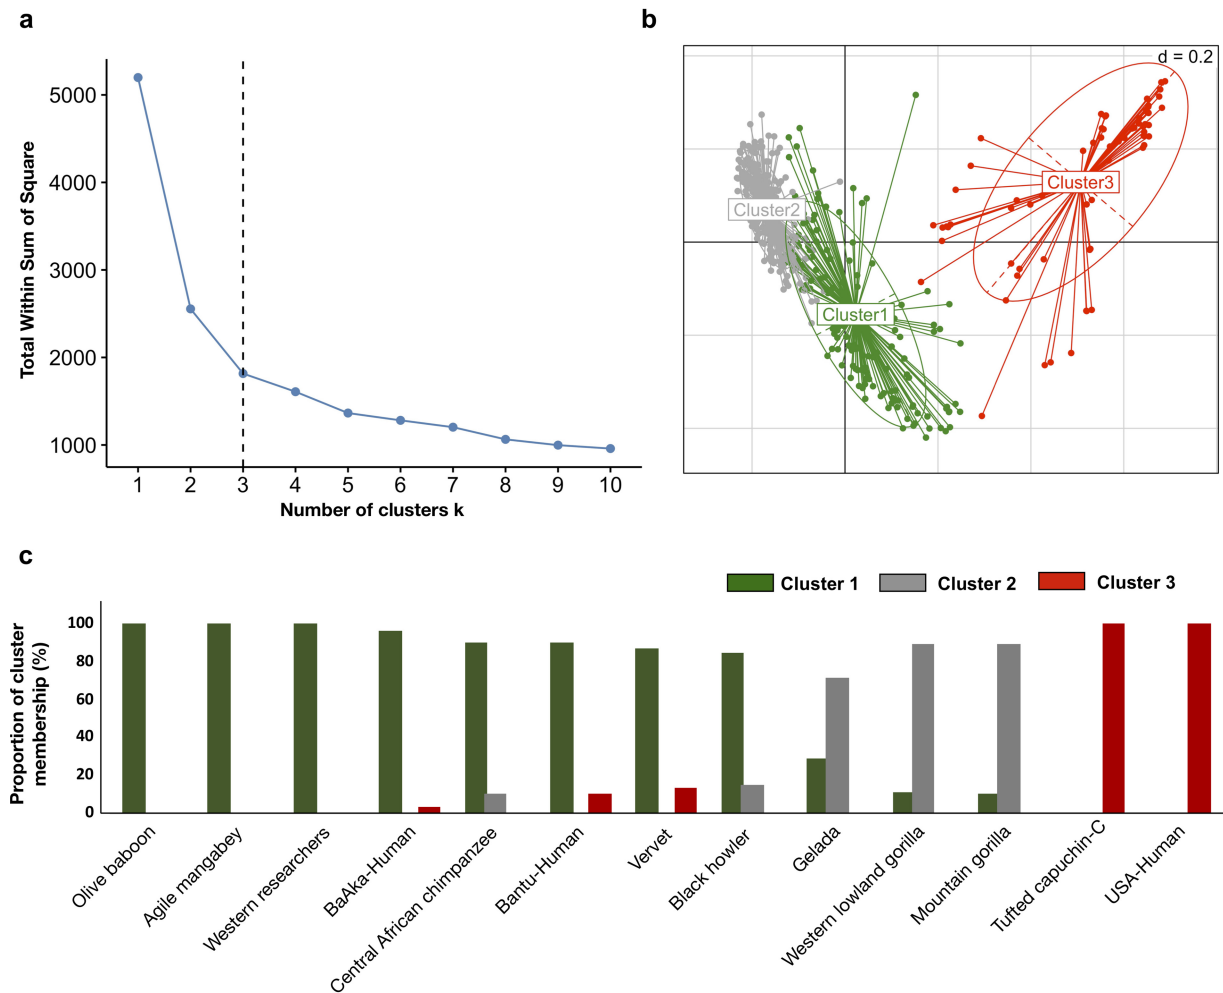 a
5000
4000
3000
2000
1000
Total Within Sum of Square
1 2 3 4 5 6 7 8 9 10
Number of clusters k
b
d = 0.2
Cluster3
Cluster2
Cluster1
c
Cluster 1 Cluster 2 Cluster 3
Proportion of cluster
membership (%)
100
80
60
40
20
0
Olive baboon
Agile mangabey
Western researchers
BaAka-Human
Central African chimpanzee
Bantu-Human
Vervet
Black howler
Gelada
Western lowland gorilla
Mountain gorilla
Tufted capuchin-C
USA-Human